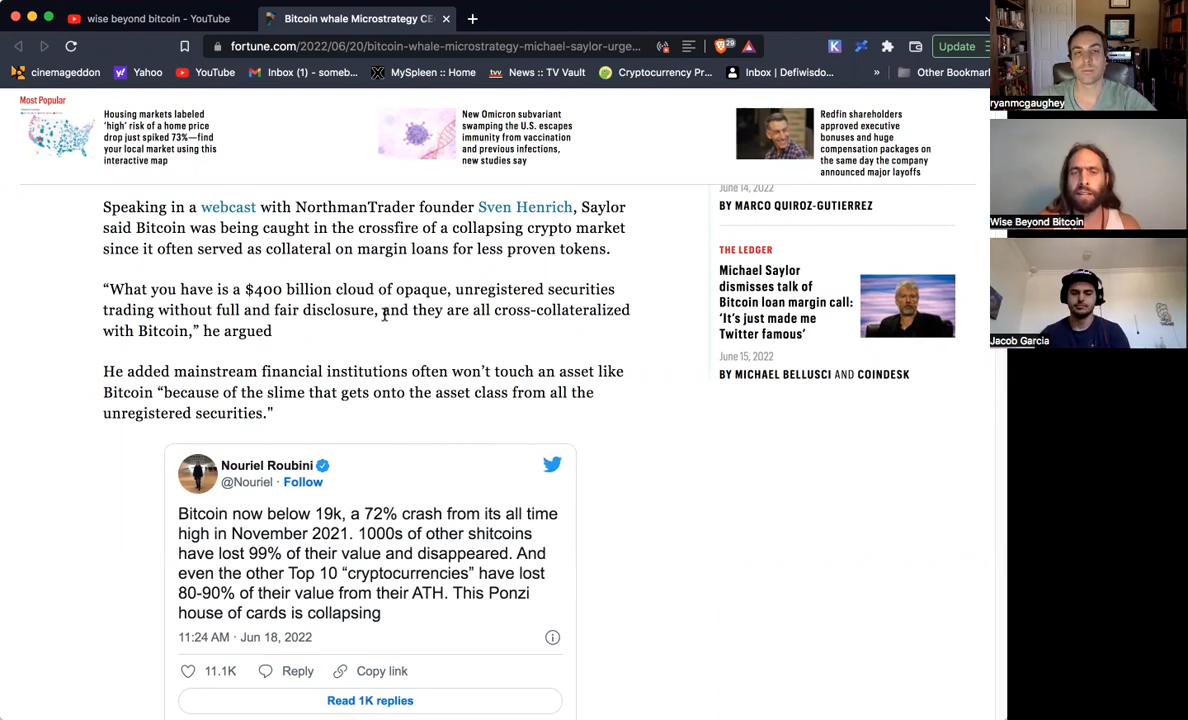 wise beyond bitcoin - YouTube
Bitcoin whale Microstrategy CE
fortune.com/2022/06/20/bitcoin-whale-microstrategy-michael-saylor-urge...
29
K
Update
cinemageddon
Yahoo
YouTube
Inbox (1) - someb...
MySpleen :: Home
tvv
News :: TV Vault
Cryptocurrency Pr...
Inbox | Defiwisdo...
»
Other Bookmar
Most Popular
Housing markets labeled
‘high’ risk of a home price
drop just spiked 73%—find
your local market using this
interactive map
New Omicron subvariant
swamping the U.S. escapes
immunity from vaccination
and previous infections,
new studies say
Redfin shareholders
approved executive
bonuses and huge
compensation packages on
the same day the company
announced major layoffs
Speaking in a webcast with NorthmanTrader founder Sven Henrich, Saylor
said Bitcoin was being caught in the crossfire of a collapsing crypto market
since it often served as collateral on margin loans for less proven tokens.
“What you have is a $400 billion cloud of opaque, unregistered securities
trading without full and fair disclosure, and they are all cross-collateralized
with Bitcoin,” he argued
He added mainstream financial institutions often won’t touch an asset like
Bitcoin “because of the slime that gets onto the asset class from all the
unregistered securities."
Nouriel Roubini
@Nouriel · Follow
Bitcoin now below 19k, a 72% crash from its all time
high in November 2021. 1000s of other shitcoins
have lost 99% of their value and disappeared. And
even the other Top 10 “cryptocurrencies” have lost
80-90% of their value from their ATH. This Ponzi
house of cards is collapsing
11:24 AM · Jun 18, 2022
11.1K
Reply
Copy link
Read 1K replies
June 14, 2022
BY MARCO QUIROZ-GUTIERREZ
THE LEDGER
Michael Saylor
dismisses talk of
Bitcoin loan margin call:
‘It’s just made me
Twitter famous’
June 15, 2022
BY MICHAEL BELLUSCI AND COINDESK
ryanmcgaughey
Wise Beyond Bitcoin
Jacob Garcia